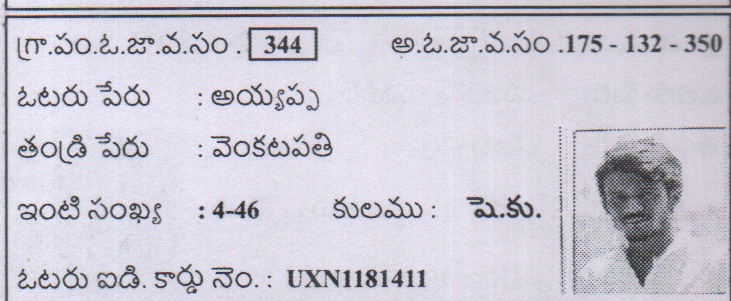 గ్రా.పం.ఓ.జా.వ.సం. 344 అ.ఓ.జా.వ.సం .175 - 132 - 350
ఓటరు పేరు : అయ్యప్ప
తండ్రి పేరు : వెంకటపతి
ఇంటి సంఖ్య : 4-46 కులము : షె.కు.
ఓటరు ఐడి. కార్డు నెం. : UXN1181411